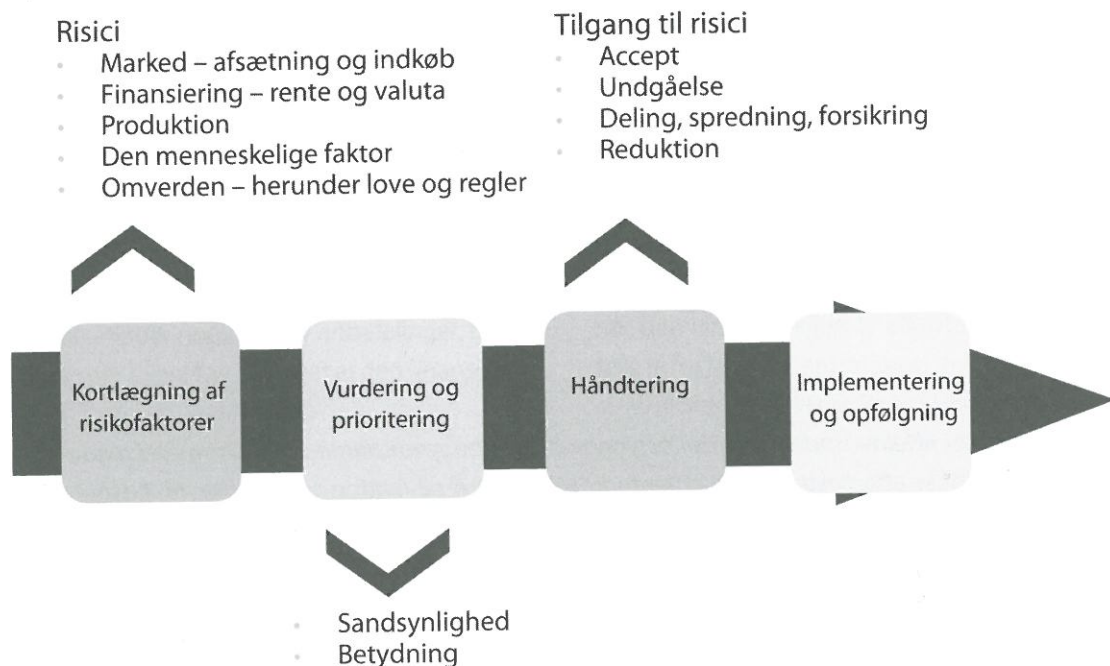 Risici
Marked – afsætning og indkøb
Finansiering – rente og valuta
Produktion
Den menneskelige faktor
Omverden – herunder love og regler
Tilgang til risici
Accept
Undgåelse
Deling, spredning, forsikring
Reduktion
Kortlægning af
risikofaktorer
Vurdering og
prioritering
Håndtering
Implementering
og opfølgning
Sandsynlighed
Betydning